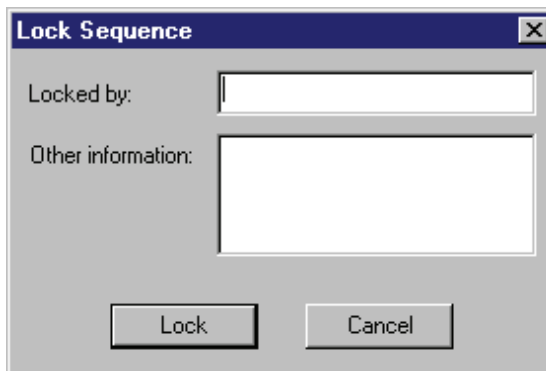 Lock Sequence
Locked by:
Other information:
Lock Cancel